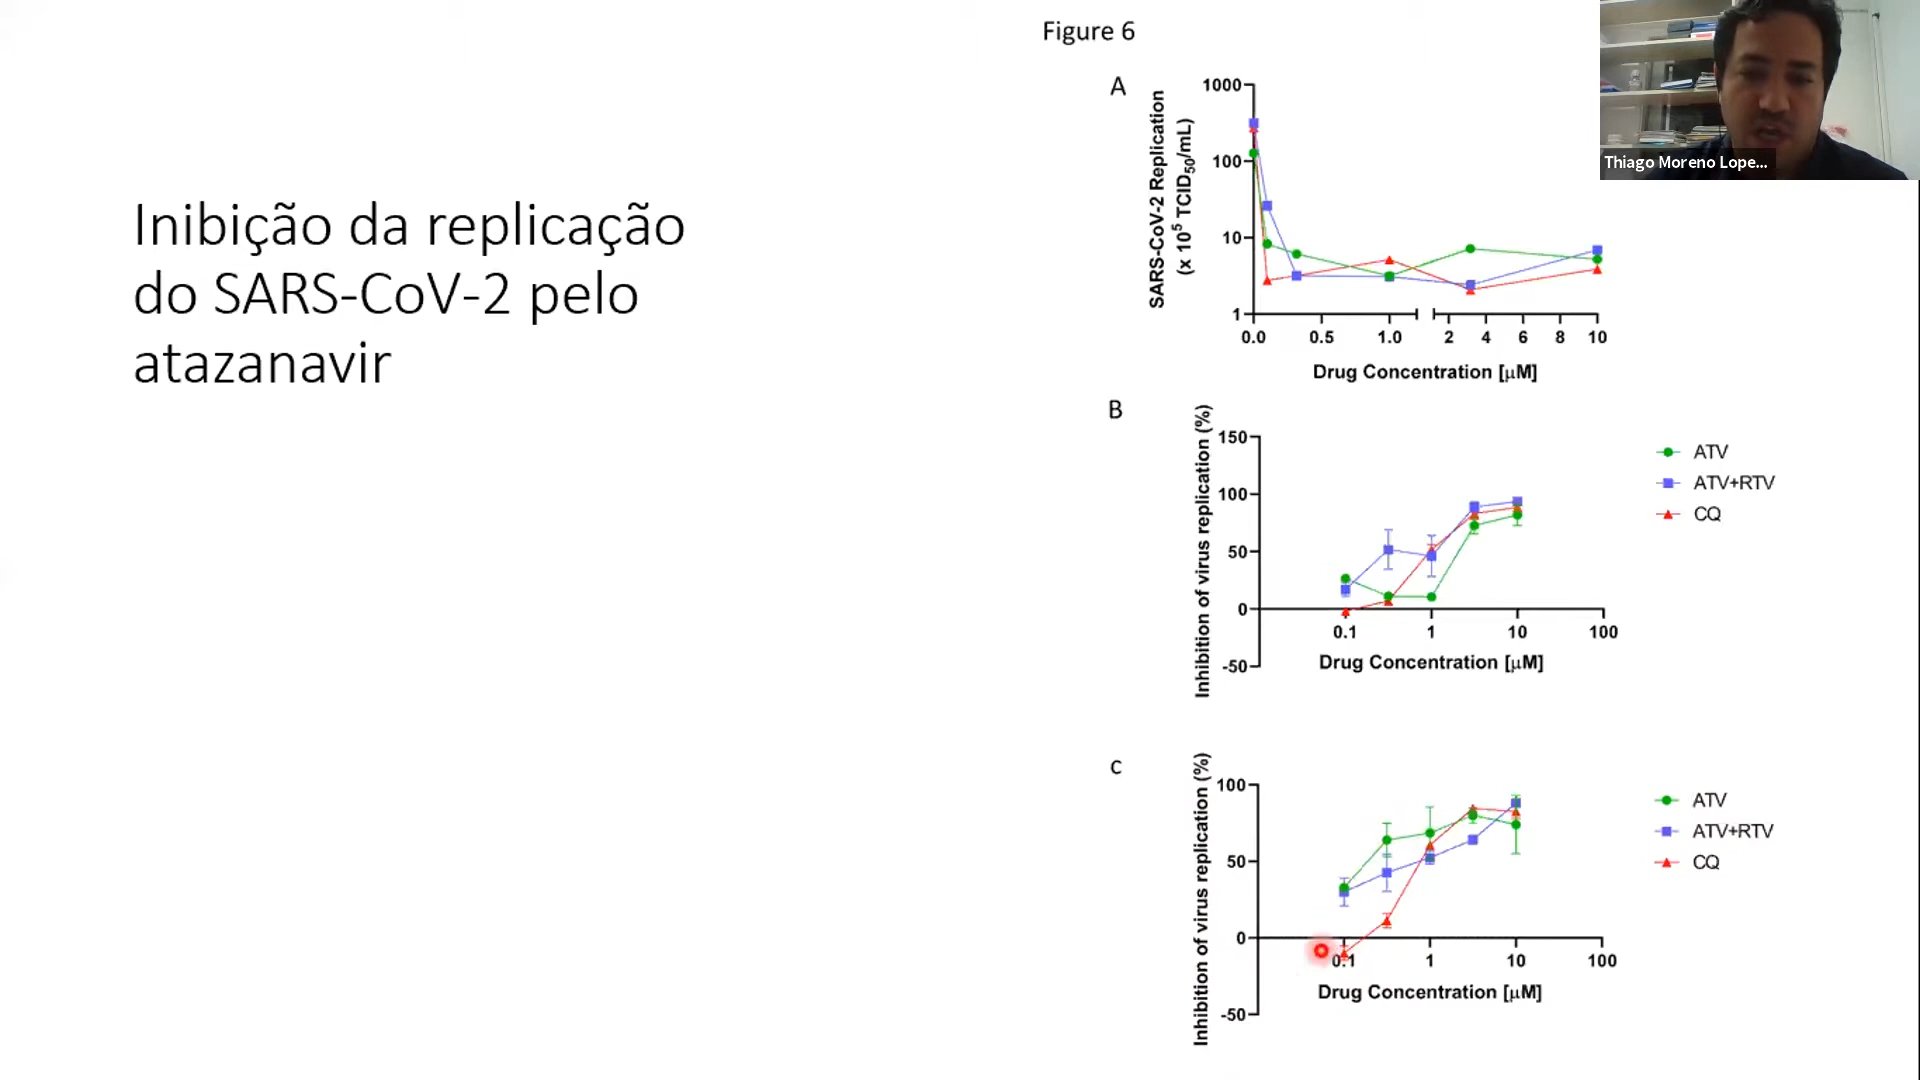 Figure 6
Thiago Moreno Lope...
Inibição da replicação
do SARS-CoV-2 pelo
atazanavir
A
SARS-CoV-2 Replication
(x 10⁵ TCID₅₀/mL)
1000
100
10
1
0.0 0.5 1.0 2 4 6 8 10
Drug Concentration [µM]
B
Inhibition of virus replication (%)
150
100
50
0
-50
0.1 1 10 100
Drug Concentration [µM]
ATV
ATV+RTV
CQ
C
Inhibition of virus replication (%)
100
50
0
-50
0.1 1 10 100
Drug Concentration [µM]
ATV
ATV+RTV
CQ